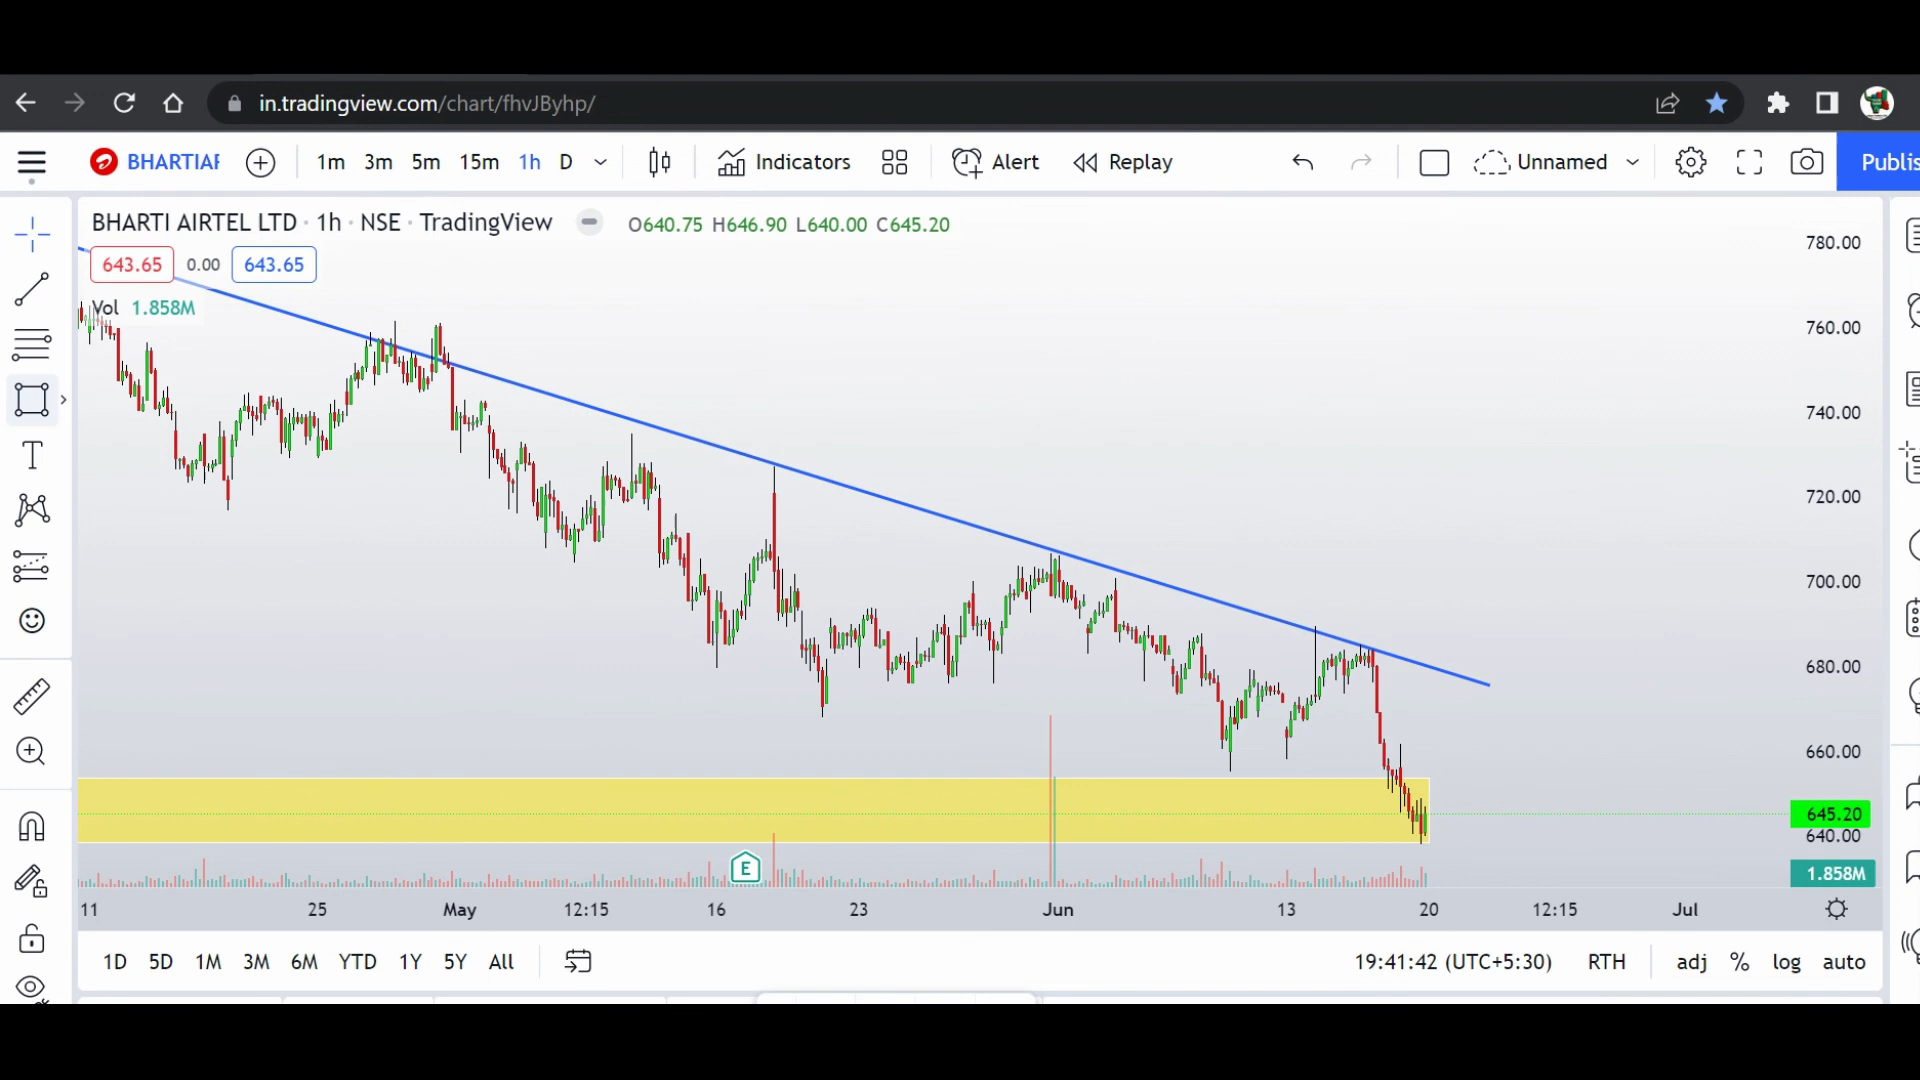 in.tradingview.com/chart/fhvJByhp/
BHARTIAF 1m 3m 5m 15m 1h D Indicators Alert Replay Unnamed Publis
BHARTI AIRTEL LTD · 1h · NSE · TradingView O640.75 H646.90 L640.00 C645.20
643.65 0.00 643.65
Vol 1.858M
780.00
760.00
740.00
720.00
700.00
680.00
660.00
645.20
640.00
1.858M
E
11 25 May 12:15 16 23 Jun 13 20 12:15 Jul
1D 5D 1M 3M 6M YTD 1Y 5Y All 19:41:42 (UTC+5:30) RTH adj % log auto